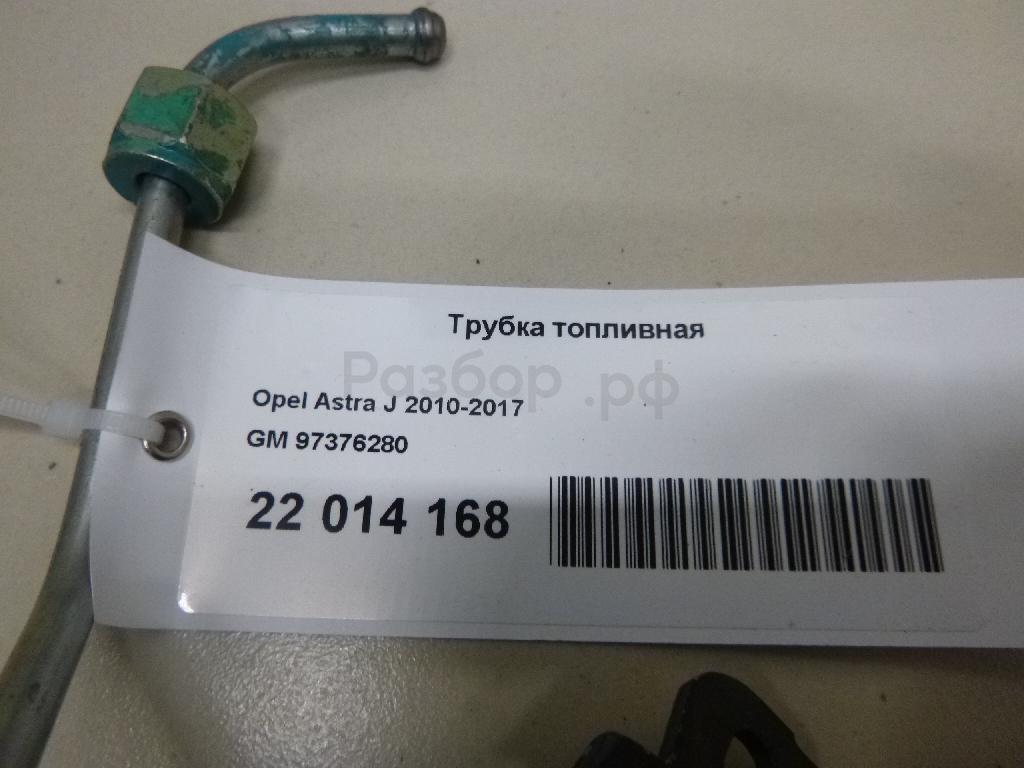 Трубка топливная
Разбор.рф
Opel Astra J 2010-2017
GM 97376280
22 014 168